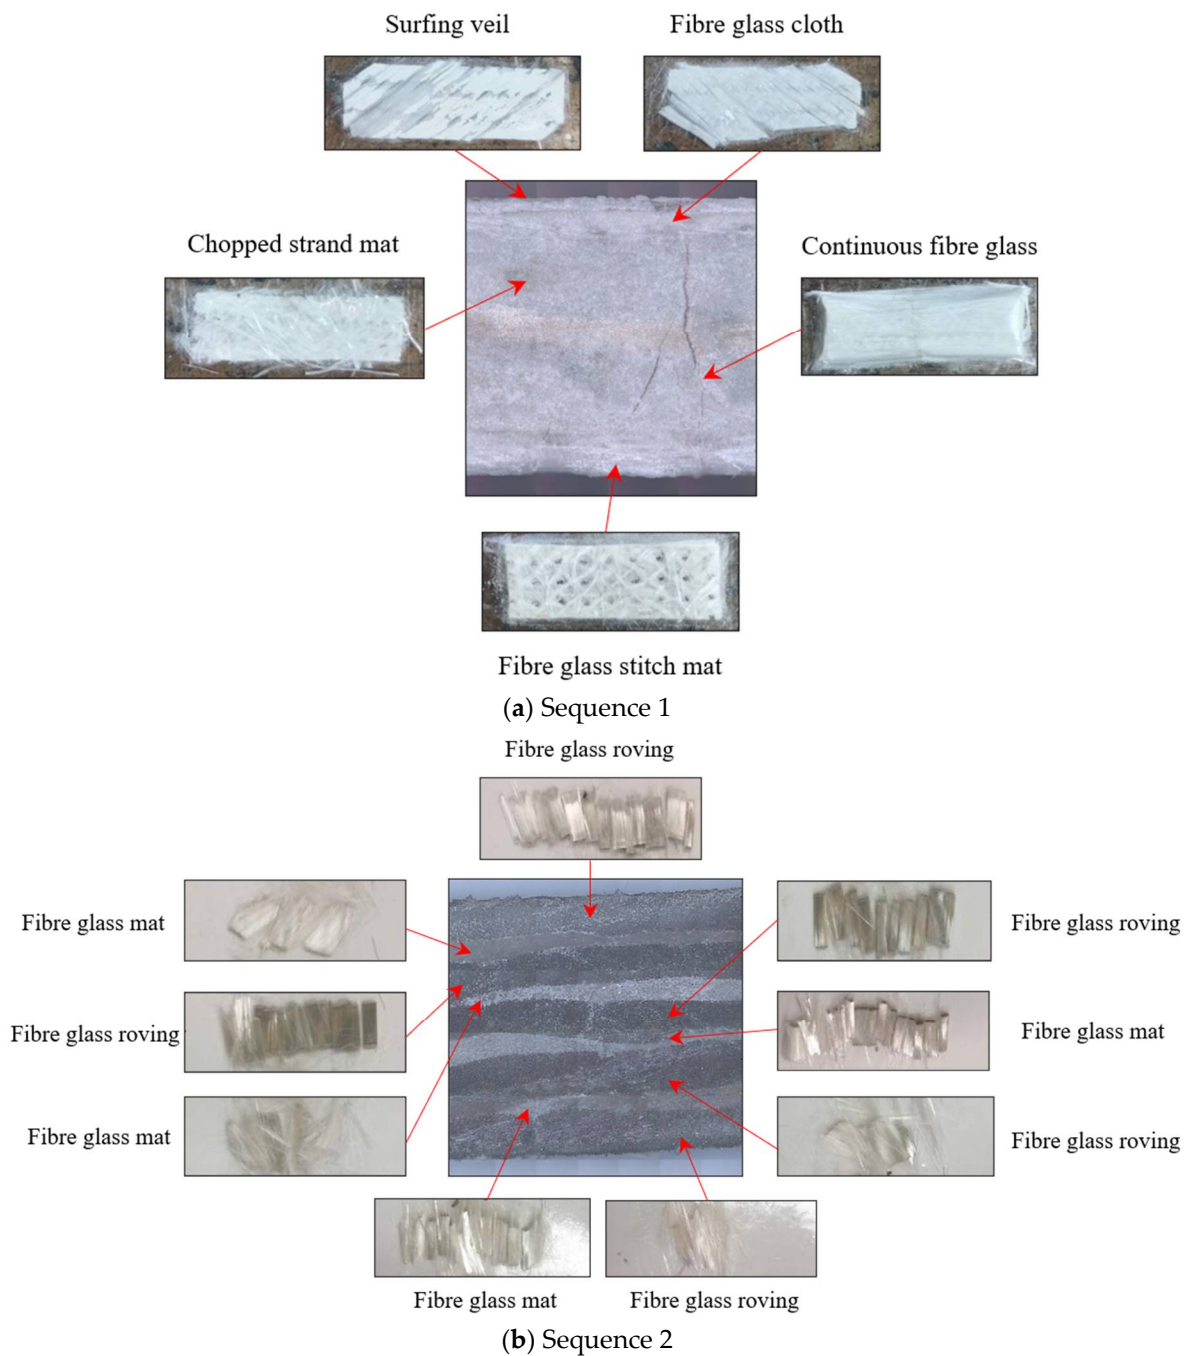 Surfing veil
Fibre glass cloth
Chopped strand mat
Continuous fibre glass
Fibre glass stitch mat
(a) Sequence 1
Fibre glass roving
Fibre glass mat
Fibre glass roving
Fibre glass roving
Fibre glass mat
Fibre glass mat
Fibre glass roving
Fibre glass mat
Fibre glass roving
(b) Sequence 2